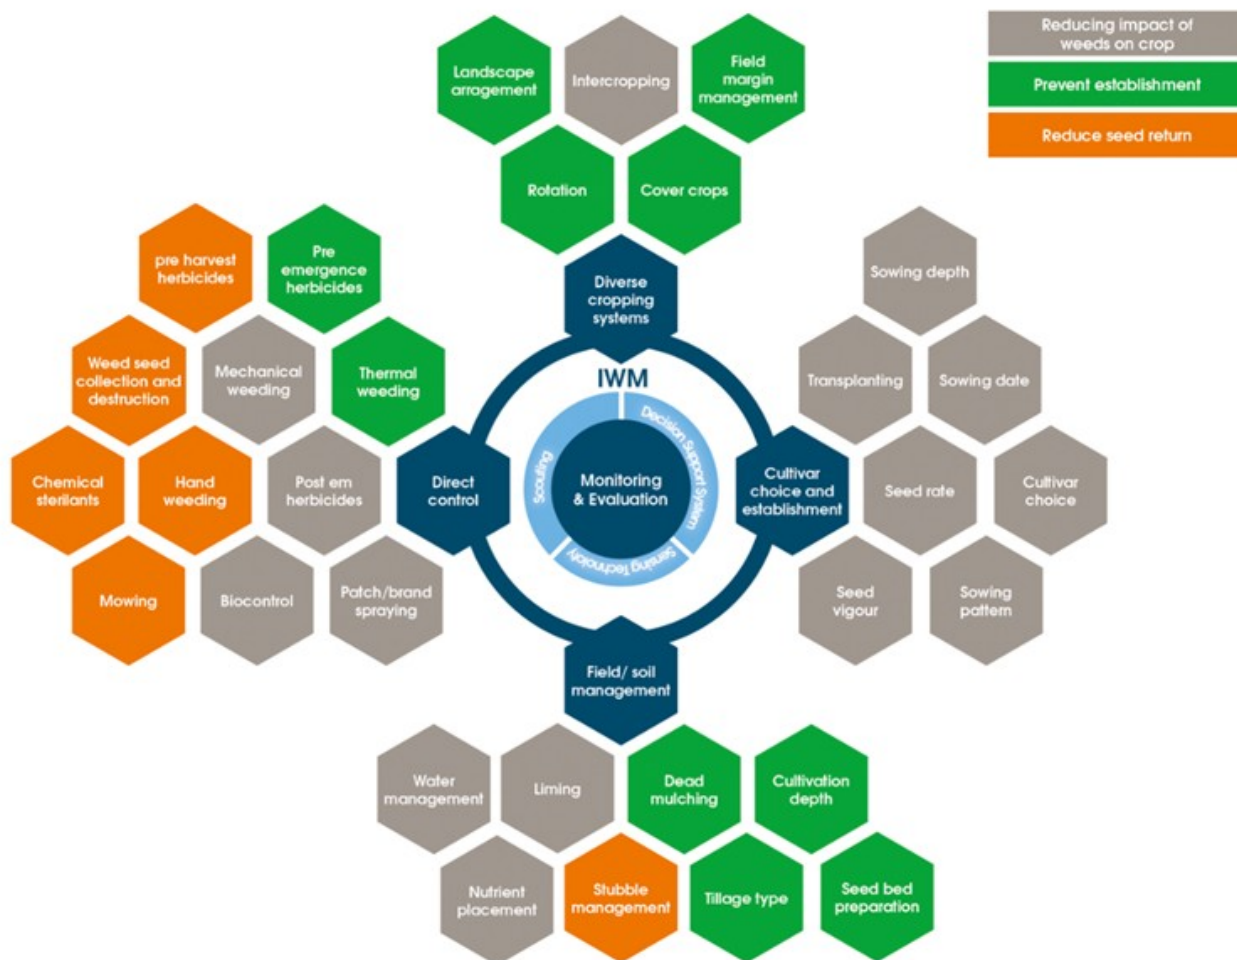 Reducing impact of
weeds on crop
Prevent establishment
Reduce seed return
Landscape
arragement
Intercropping
Field
margin
management
Rotation
Cover crops
Diverse
cropping
systems
pre harvest
herbicides
Pre
emergence
herbicides
Weed seed
collection and
destruction
Mechanical
weeding
Thermal
weeding
Chemical
sterilants
Hand
weeding
Post em
herbicides
Direct
control
Mowing
Biocontrol
Patch/brand
spraying
IWM
Scouting
Decision Support System
Sensing Technololy
Monitoring
& Evaluation
Cultivar
choice and
establishment
Sowing depth
Transplanting
Sowing date
Seed rate
Cultivar
choice
Seed
vigour
Sowing
pattern
Field/ soil
management
Water
management
Liming
Dead
mulching
Cultivation
depth
Nutrient
placement
Stubble
management
Tillage type
Seed bed
preparation